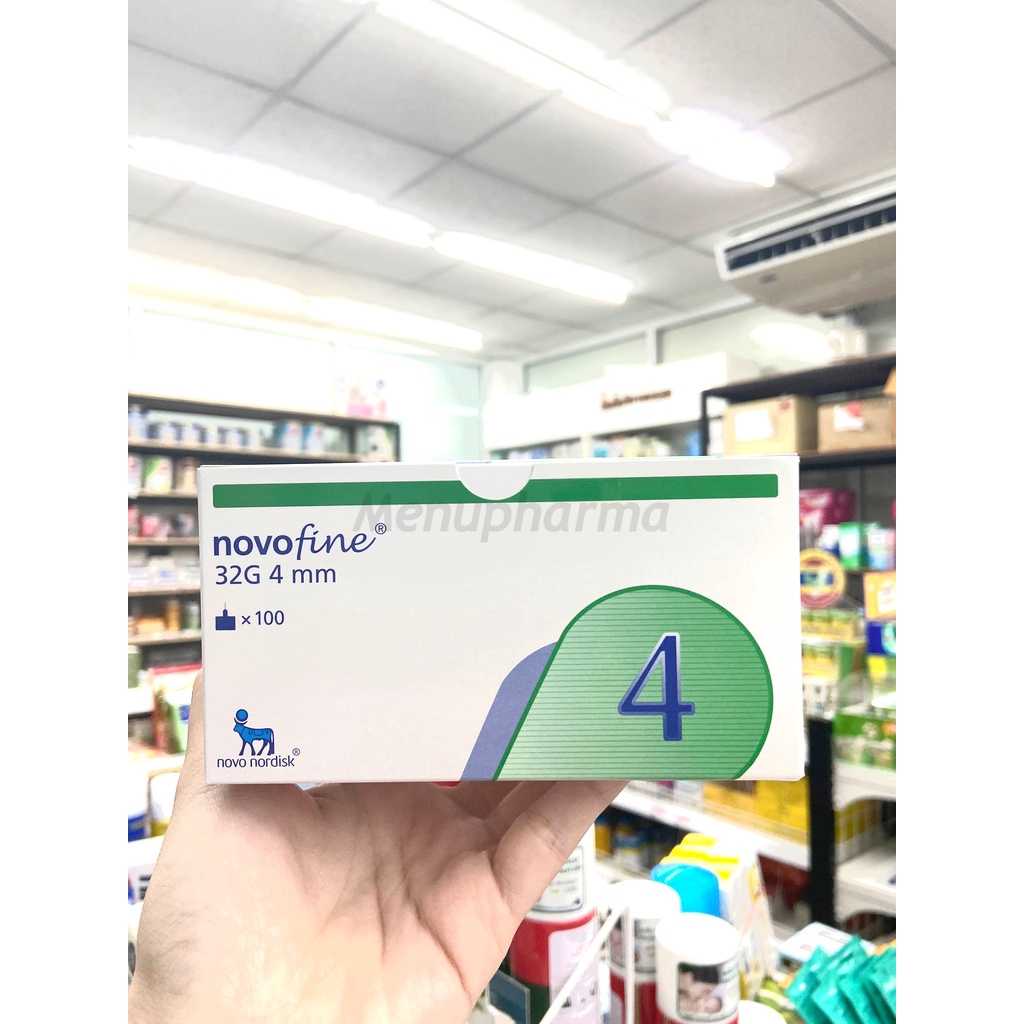 Menupharma
novofine®
32G 4 mm
× 100
4
novo nordisk®